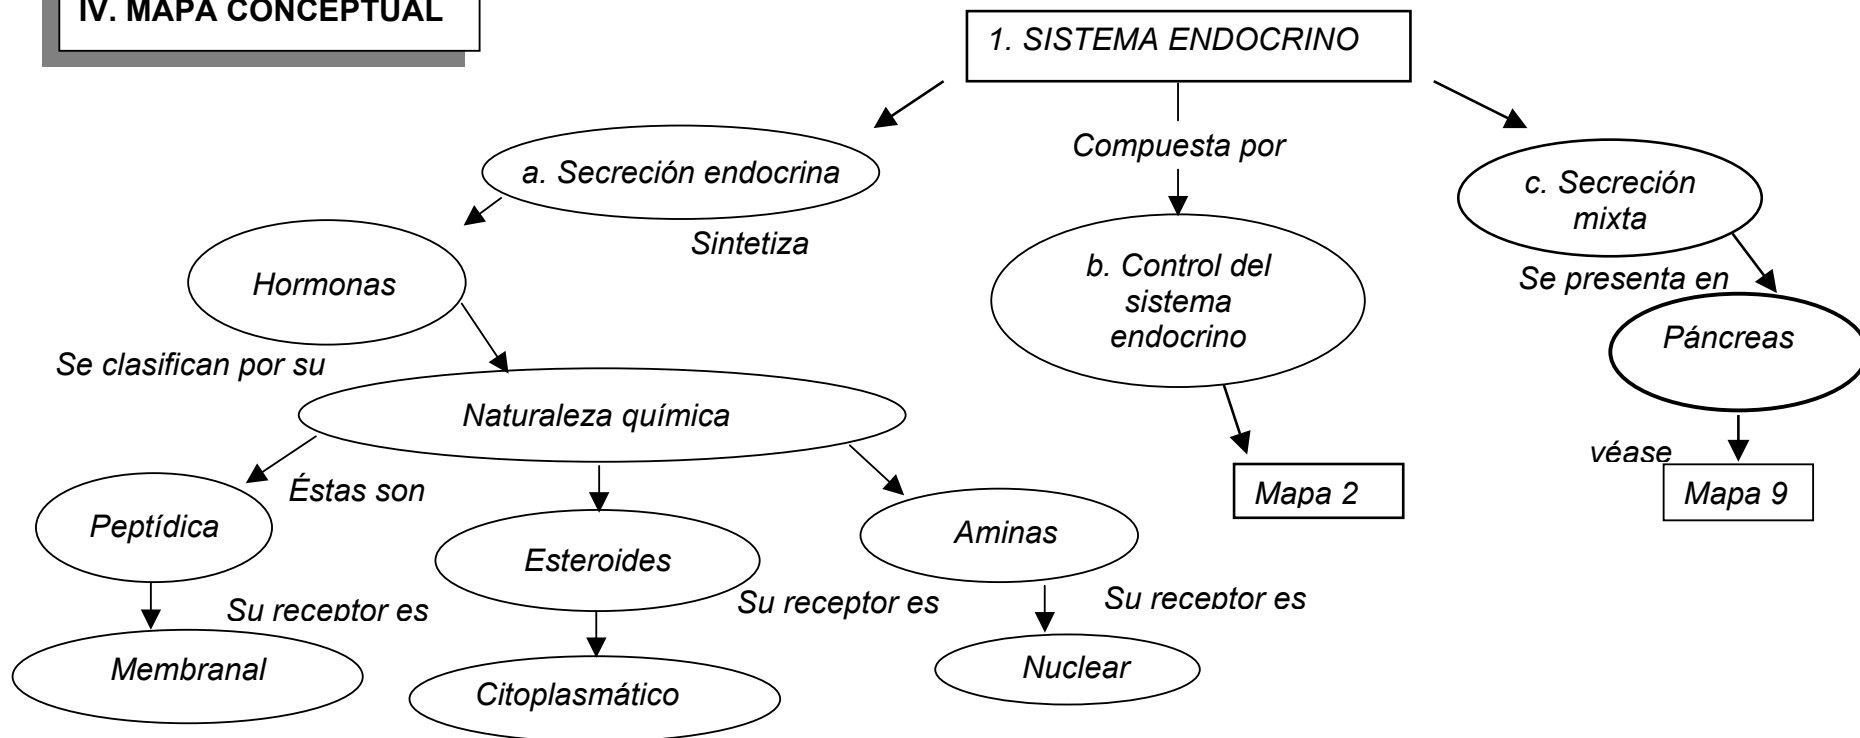 IV. MAPA CONCEPTUAL
1. SISTEMA ENDOCRINO
Compuesta por
a. Secreción endocrina
c. Secreción
mixta
Sintetiza
b. Control del
sistema
endocrino
Hormonas
Se presenta en
Páncreas
Se clasifican por su
Naturaleza química
véase
Éstas son
Mapa 2
Mapa 9
Peptídica
Esteroides
Aminas
Su receptor es
Su receptor es
Su receptor es
Membranal
Citoplasmático
Nuclear